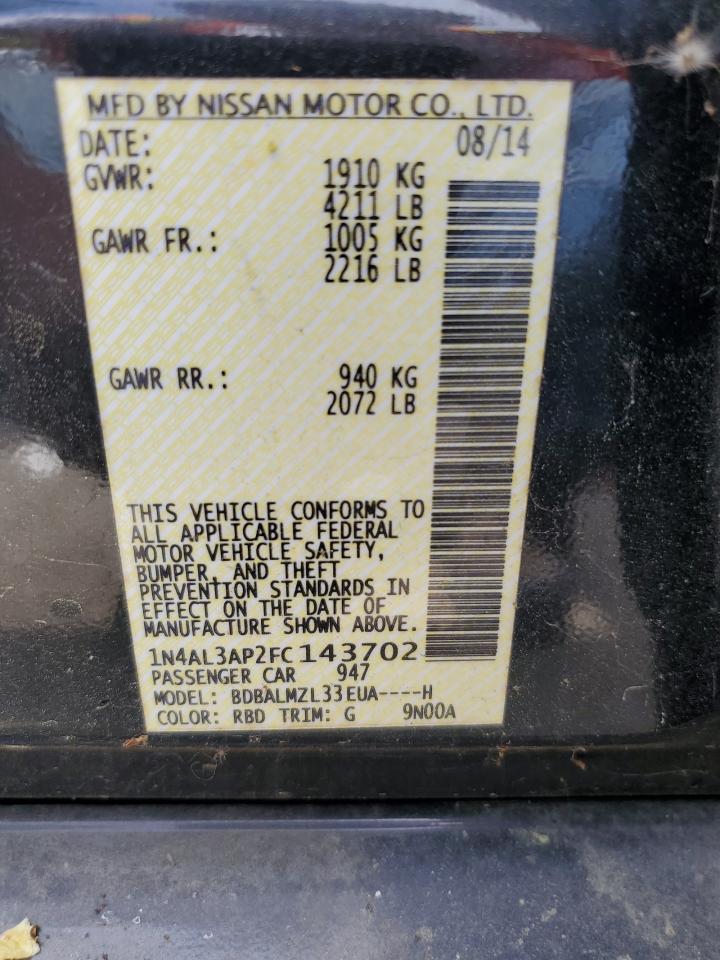 MFD BY NISSAN MOTOR CO., LTD.
DATE: 08/14
GVWR: 1910 KG
4211 LB
GAWR FR.: 1005 KG
2216 LB
GAWR RR.: 940 KG
2072 LB
THIS VEHICLE CONFORMS TO
ALL APPLICABLE FEDERAL
MOTOR VEHICLE SAFETY,
BUMPER, AND THEFT
PREVENTION STANDARDS IN
EFFECT ON THE DATE OF
MANUFACTURE SHOWN ABOVE.
1N4AL3AP2FC143702
PASSENGER CAR 947
MODEL: BDBALMZL33EUA----H
COLOR: RBD TRIM: G 9N00A